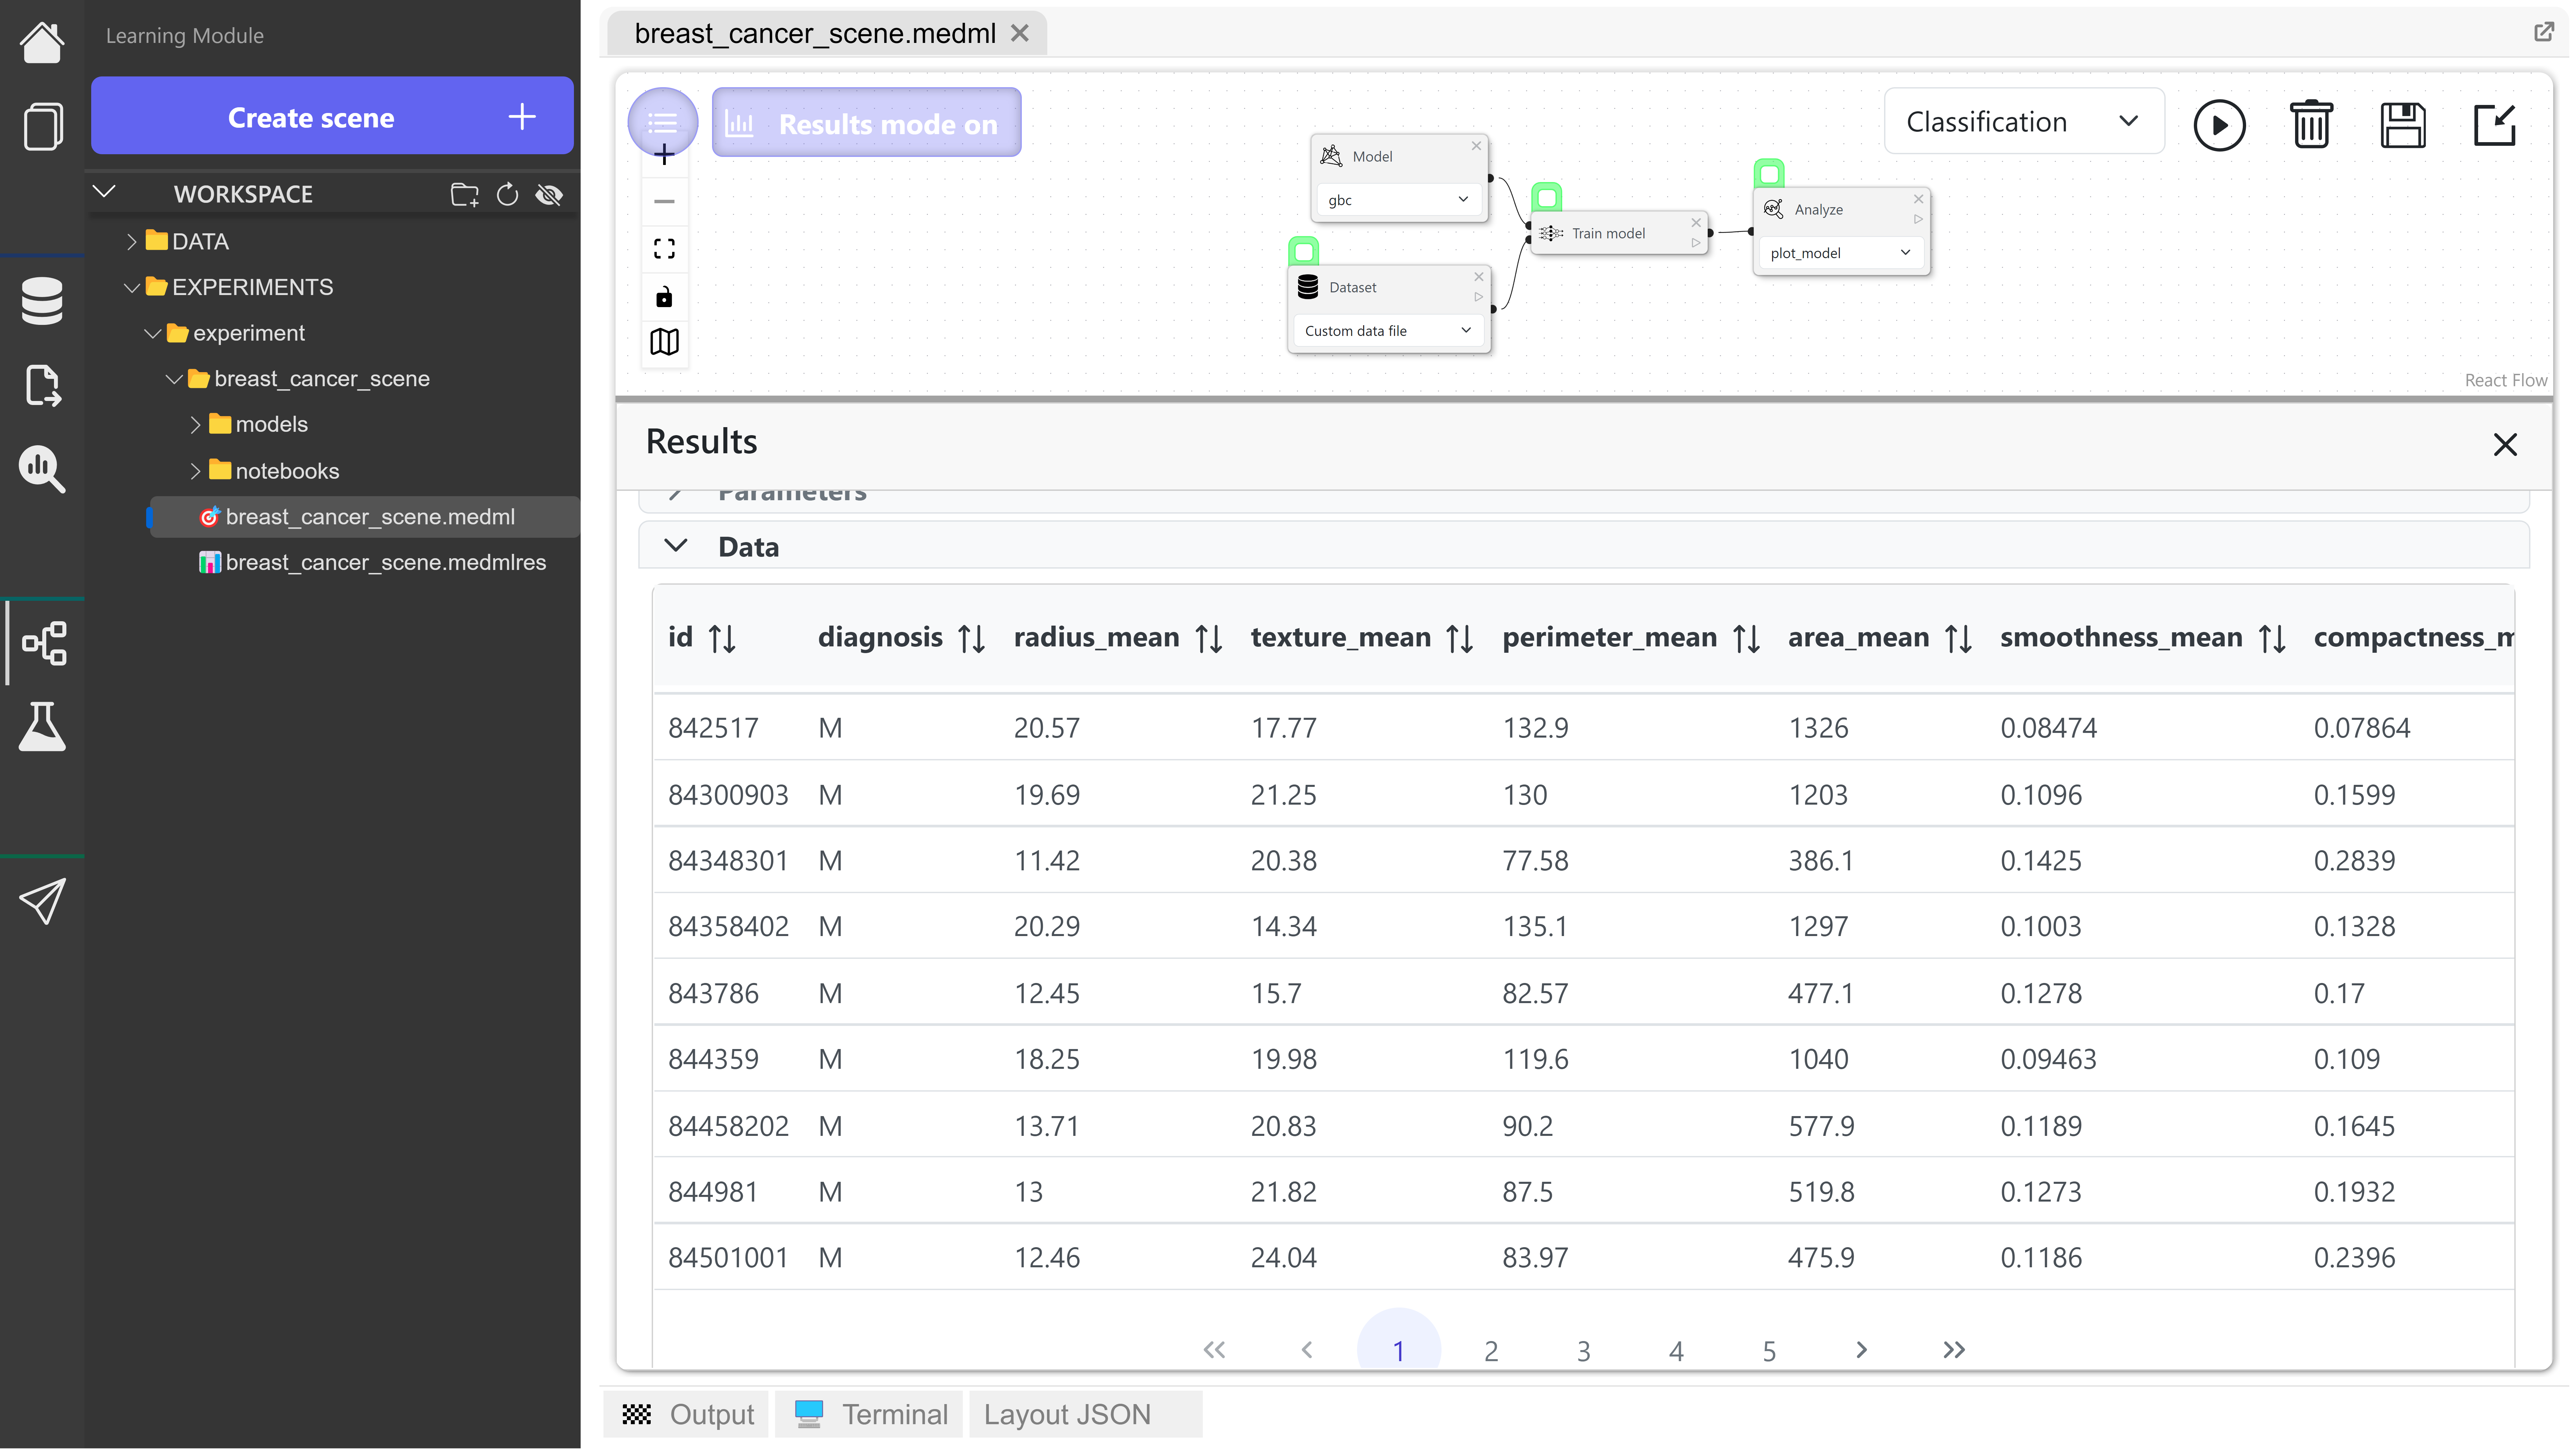 Learning Module
Create scene
WORKSPACE
DATA
EXPERIMENTS
experiment
breast_cancer_scene
models
notebooks
breast_cancer_scene.medml
breast_cancer_scene.medmlres
breast_cancer_scene.medml
Results mode on
Classification
Model
gbc
Dataset
Custom data file
Train model
Analyze
plot_model
React Flow
Results
Parameters
Data
id diagnosis radius_mean texture_mean perimeter_mean area_mean smoothness_mean compactness_m
842517 M 20.57 17.77 132.9 1326 0.08474 0.07864
84300903 M 19.69 21.25 130 1203 0.1096 0.1599
84348301 M 11.42 20.38 77.58 386.1 0.1425 0.2839
84358402 M 20.29 14.34 135.1 1297 0.1003 0.1328
843786 M 12.45 15.7 82.57 477.1 0.1278 0.17
844359 M 18.25 19.98 119.6 1040 0.09463 0.109
84458202 M 13.71 20.83 90.2 577.9 0.1189 0.1645
844981 M 13 21.82 87.5 519.8 0.1273 0.1932
84501001 M 12.46 24.04 83.97 475.9 0.1186 0.2396
1 2 3 4 5
Output Terminal Layout JSON